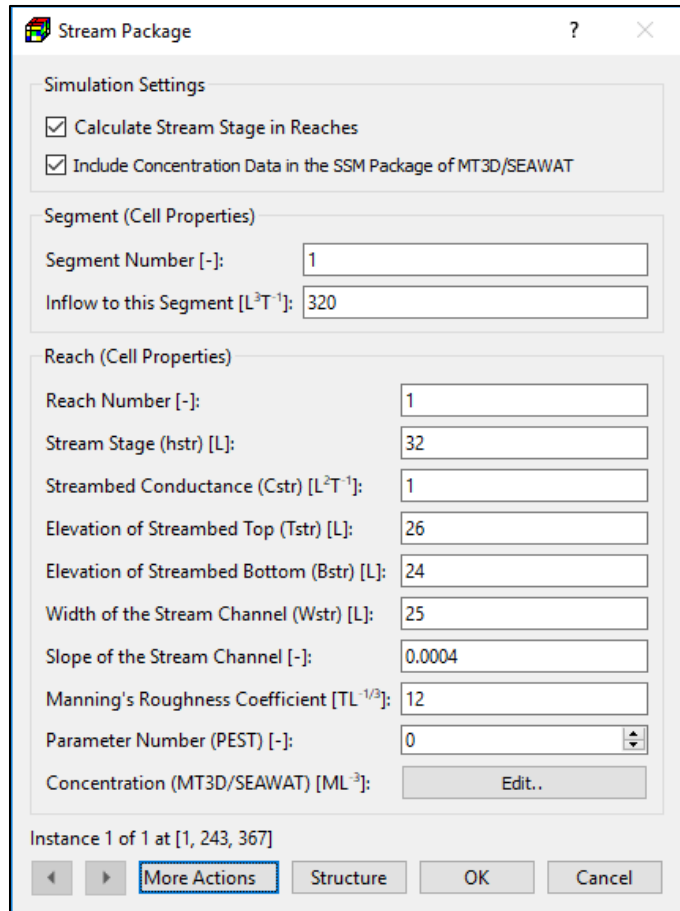 Stream Package ?
Simulation Settings
Calculate Stream Stage in Reaches
Include Concentration Data in the SSM Package of MT3D/SEAWAT
Segment (Cell Properties)
Segment Number [-]: 1
Inflow to this Segment [L³T⁻¹]: 320
Reach (Cell Properties)
Reach Number [-]: 1
Stream Stage (hstr) [L]: 32
Streambed Conductance (Cstr) [L²T⁻¹]: 1
Elevation of Streambed Top (Tstr) [L]: 26
Elevation of Streambed Bottom (Bstr) [L]: 24
Width of the Stream Channel (Wstr) [L]: 25
Slope of the Stream Channel [-]: 0.0004
Manning's Roughness Coefficient [TL⁻¹/³]: 12
Parameter Number (PEST) [-]: 0
Concentration (MT3D/SEAWAT) [ML⁻³]: Edit..
Instance 1 of 1 at [1, 243, 367]
More Actions Structure OK Cancel